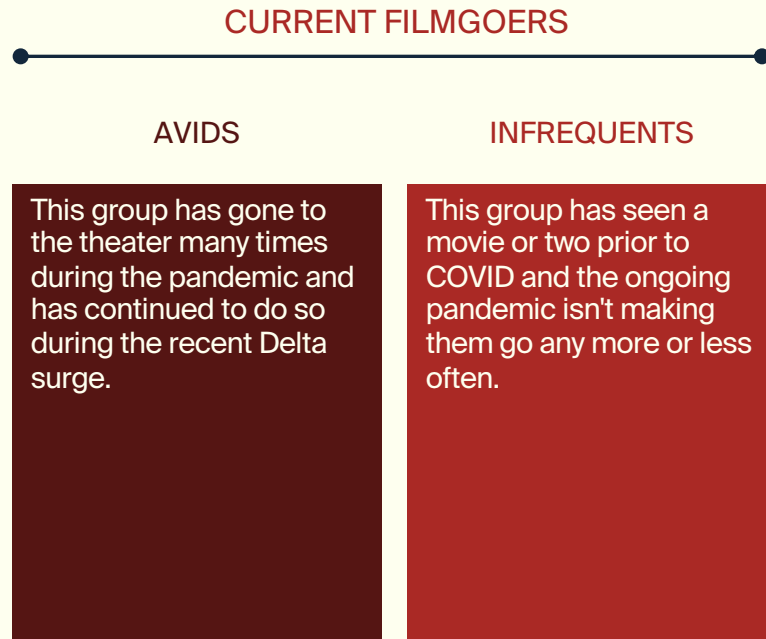 CURRENT FILMGOERS
AVIDS
This group has gone to
the theater many times
during the pandemic and
has continued to do so
during the recent Delta
surge.
INFREQUENTS
This group has seen a
movie or two prior to
COVID and the ongoing
pandemic isn't making
them go any more or less
often.